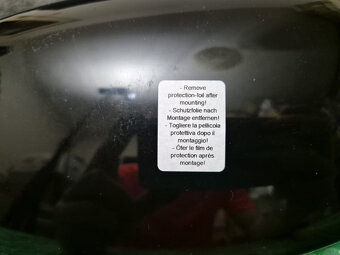 - Remove
protection-foil after
mounting!
- Schutzfolie nach
Montage entfernen!
- Togliere la pellicola
protettiva dopo il
montaggio!
- Ôter le film de
protection après
montage!